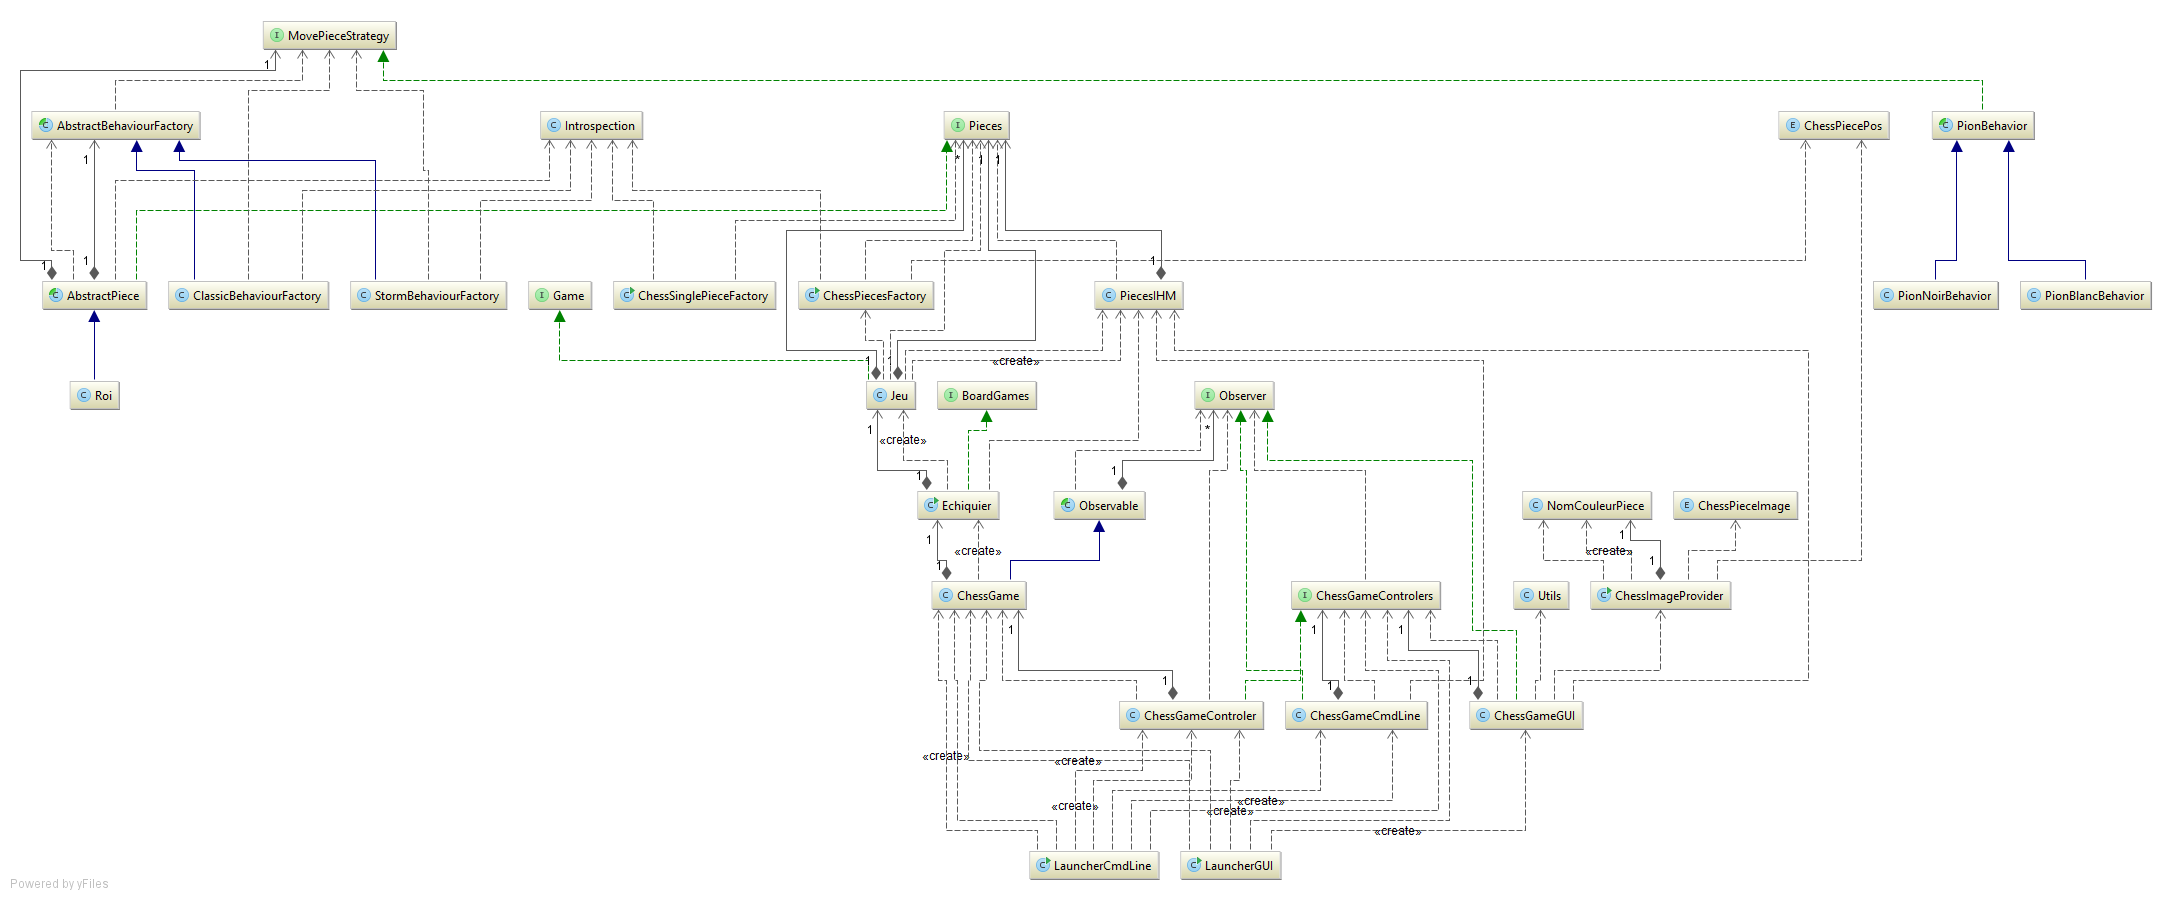 I MovePieceStrategy
1
C AbstractBehaviourFactory
C Introspection
I Pieces
E ChessPiecePos
C PionBehavior
1
*
1
1
1
1
1
C AbstractPiece
C ClassicBehaviourFactory
C StormBehaviourFactory
I Game
C ChessSinglePieceFactory
C ChessPiecesFactory
C PiecesIHM
C PionNoirBehavior
C PionBlancBehavior
1
1
«create»
C Roi
C Jeu
I BoardGames
I Observer
1
«create»
*
1
1
C Echiquier
C Observable
C NomCouleurPiece
E ChessPieceImage
1
«create»
1
«create»
1
1
C ChessGame
I ChessGameControlers
C Utils
C ChessImageProvider
1
1
1
1
1
1
C ChessGameControler
C ChessGameCmdLine
C ChessGameGUI
«create»
«create»
«create»
«create»
«create»
«create»
C LauncherCmdLine
C LauncherGUI
Powered by yFiles